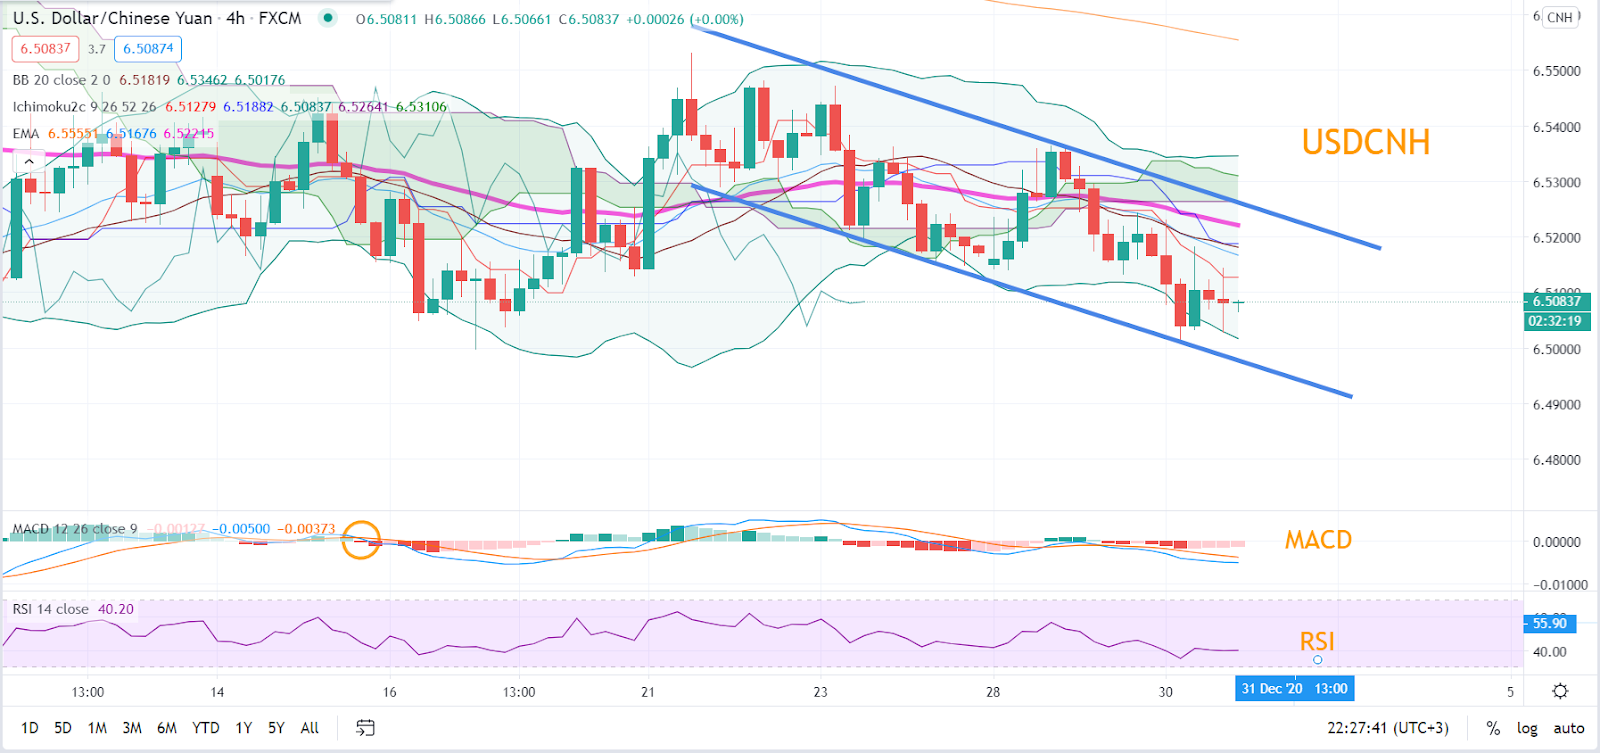 U.S. Dollar/Chinese Yuan · 4h · FXCM O6.50811 H6.50866 L6.50661 C6.50837 +0.00026 (+0.00%)
CNH
6.50837 3.7 6.50874
BB 20 close 2 0 6.51819 6.53462 6.50176
Ichimoku2c 9 26 52 26 6.51279 6.51882 6.50837 6.52641 6.53106
EMA 6.55551 6.51676 6.52215
USDCNH
6.55000
6.54000
6.53000
6.52000
6.51000
6.50837
02:32:19
6.50000
6.49000
6.48000
MACD 12 26 close 9 -0.00127 -0.00500 -0.00373
MACD
0.00000
-0.01000
RSI 14 close 40.20
RSI
55.90
40.00
13:00 14 16 13:00 21 23 28 30 31 Dec '20 13:00 5
1D 5D 1M 3M 6M YTD 1Y 5Y All 22:27:41 (UTC+3) % log auto